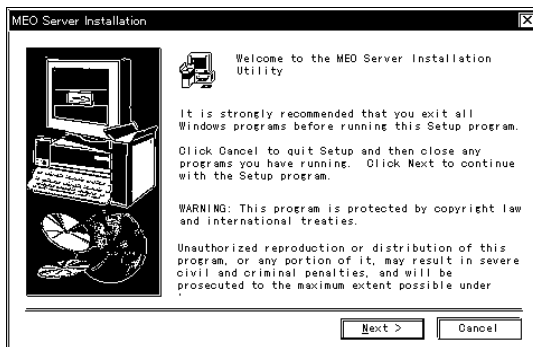 MEO Server Installation
Welcome to the MEO Server Installation
Utility
It is strongly recommended that you exit all
Windows programs before running this Setup program.
Click Cancel to quit Setup and then close any
programs you have running. Click Next to continue
with the Setup program.
WARNING: This program is protected by copyright law
and international treaties.
Unauthorized reproduction or distribution of this
program, or any portion of it, may result in severe
civil and criminal penalties, and will be
prosecuted to the maximum extent possible under
Next >
Cancel